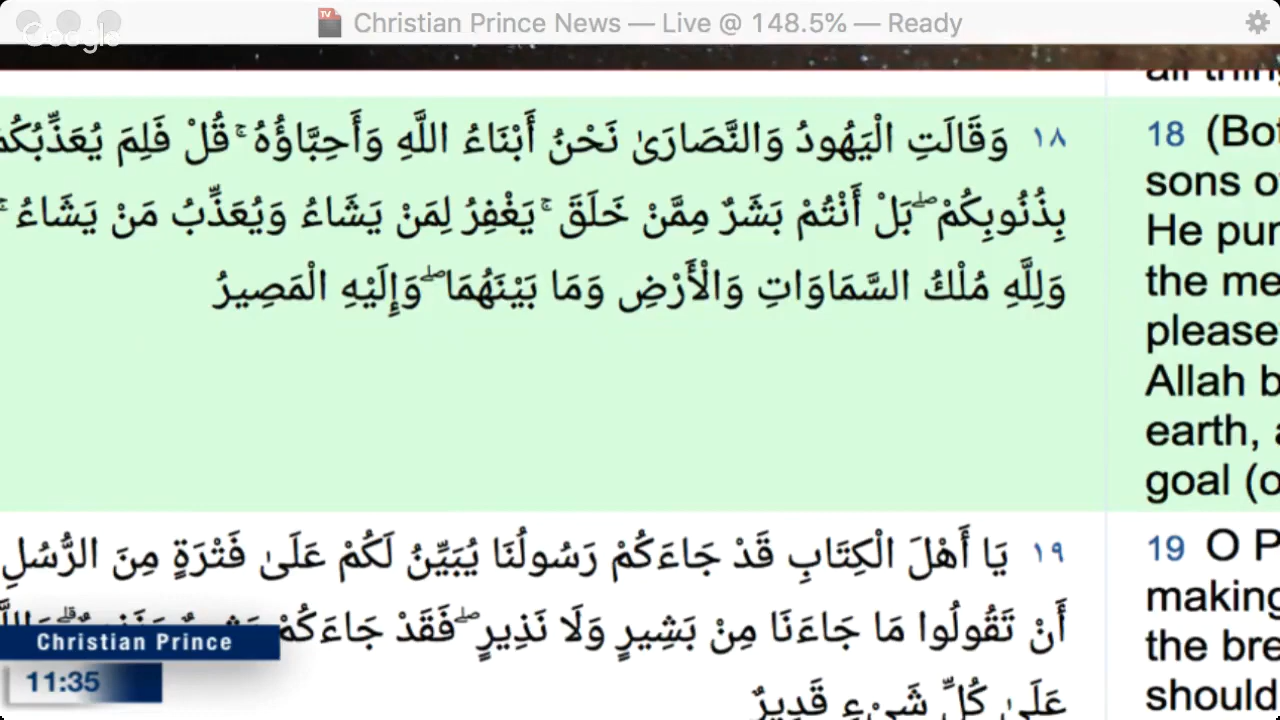 Christian Prince News — Live @ 148.5% — Ready
Google
١٨ وَقَالَتِ الْيَهُودُ وَالنَّصَارَىٰ نَحْنُ أَبْنَاءُ اللَّهِ وَأَحِبَّاؤُهُ ۚ قُلْ فَلِمَ يُعَذِّبُكُم
بِذُنُوبِكُمْ ۖ بَلْ أَنْتُمْ بَشَرٌ مِمَّنْ خَلَقَ ۚ يَغْفِرُ لِمَنْ يَشَاءُ وَيُعَذِّبُ مَنْ يَشَاءُ ۚ
وَلِلَّهِ مُلْكُ السَّمَاوَاتِ وَالْأَرْضِ وَمَا بَيْنَهُمَا ۖ وَإِلَيْهِ الْمَصِيرُ
18 (Bot
sons o
He pur
the me
please
Allah b
earth,
goal (o
١٩ يَا أَهْلَ الْكِتَابِ قَدْ جَاءَكُمْ رَسُولُنَا يُبَيِّنُ لَكُمْ عَلَىٰ فَتْرَةٍ مِنَ الرُّسُلِ
أَنْ تَقُولُوا مَا جَاءَنَا مِنْ بَشِيرٍ وَلَا نَذِيرٍ ۖ فَقَدْ جَاءَكُمْ
عَلَىٰ كُلِّ شَيْءٍ قَدِيرٌ
19 O P
making
the bre
should
Christian Prince
11:35